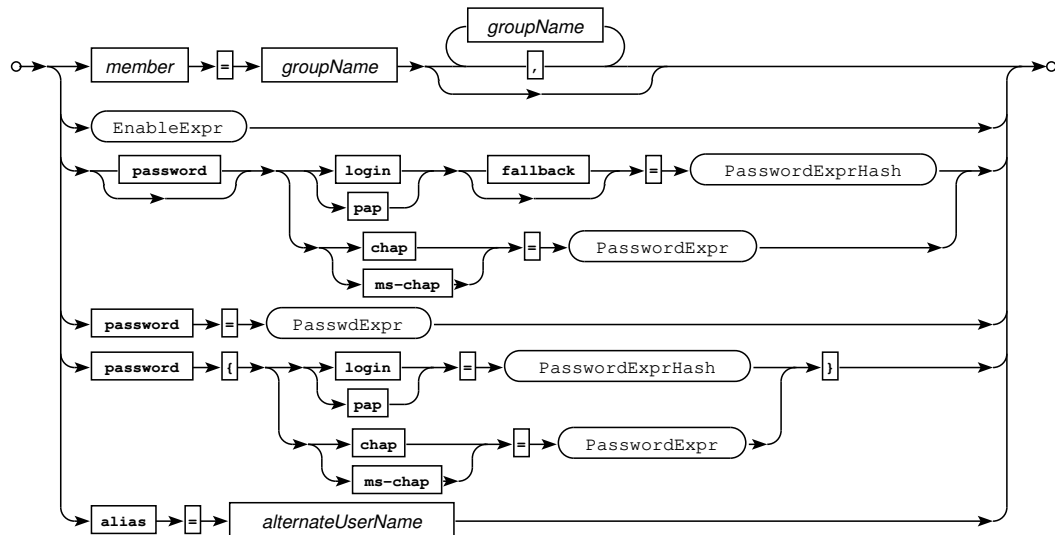 groupName
member = groupName ,
EnableExpr
password login fallback = PasswordExprHash
pap
chap = PasswordExpr
ms-chap
password = PasswdExpr
password { login = PasswordExprHash }
pap
chap = PasswordExpr
ms-chap
alias = alternateUserName